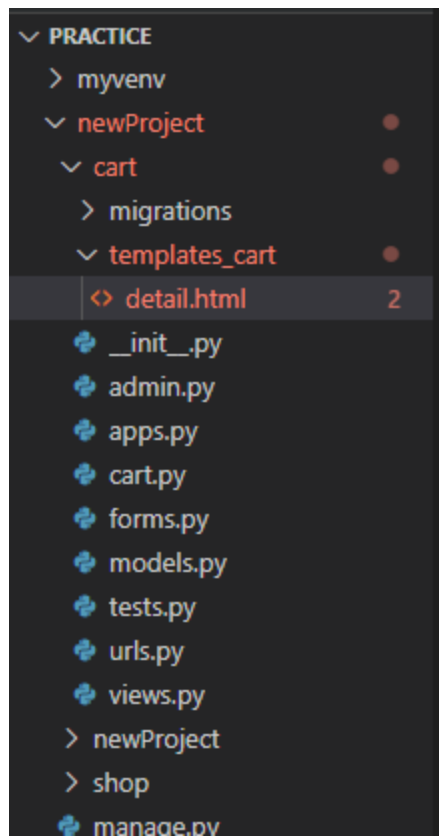 PRACTICE
myvenv
newProject
cart
migrations
templates_cart
detail.html 2
__init__.py
admin.py
apps.py
cart.py
forms.py
models.py
tests.py
urls.py
views.py
newProject
shop
manage.py